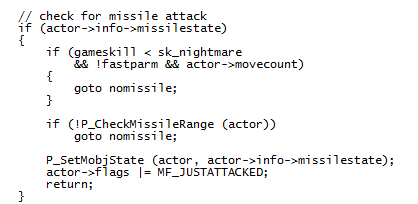 // check for missile attack
if (actor->info->missilestate)
{
    if (gameskill < sk_nightmare
        && !fastparm && actor->movecount)
    {
        goto nomissile;
    }

    if (!P_CheckMissileRange (actor))
        goto nomissile;

    P_SetMobjState (actor, actor->info->missilestate);
    actor->flags |= MF_JUSTATTACKED;
    return;
}